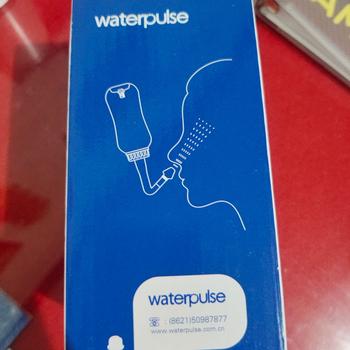 waterpulse
waterpulse
☏ : (8621)50987877
www.waterpulse.com.cn